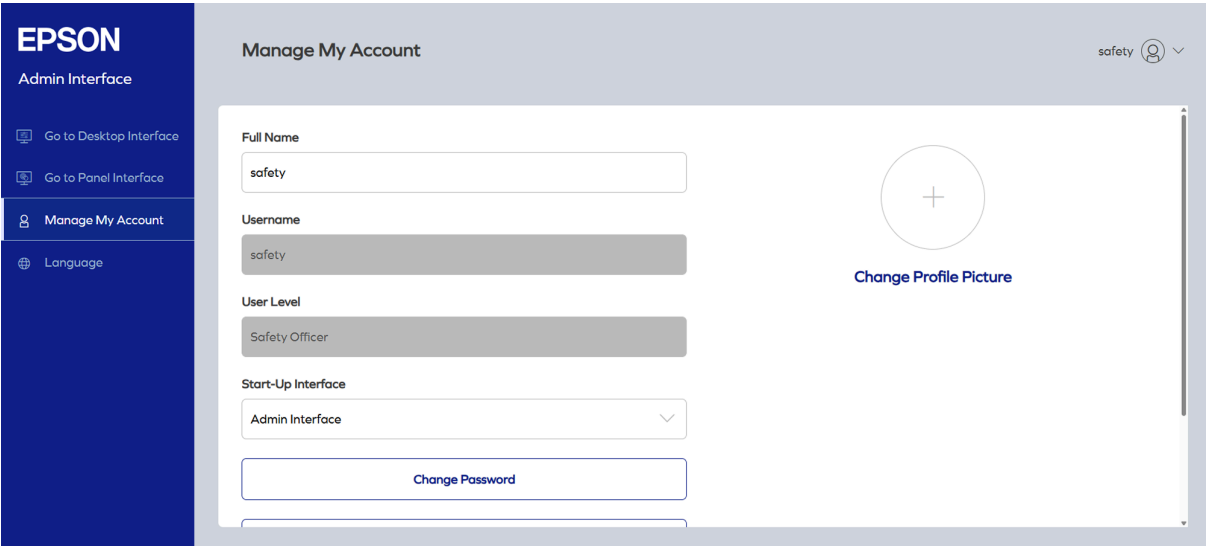 EPSON
Admin Interface
Go to Desktop Interface
Go to Panel Interface
Manage My Account
Language
Manage My Account
safety
Full Name
safety
Username
safety
User Level
Safety Officer
Start-Up Interface
Admin Interface
Change Password
Change Profile Picture